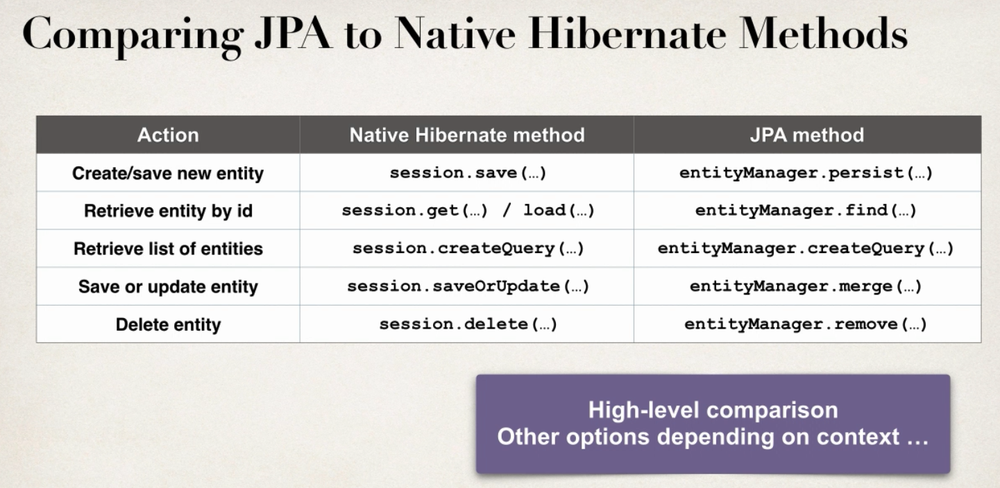 Comparing JPA to Native Hibernate Methods
Action Native Hibernate method JPA method
Create/save new entity session.save(…) entityManager.persist(…)
Retrieve entity by id session.get(…) / load(…) entityManager.find(…)
Retrieve list of entities session.createQuery(…) entityManager.createQuery(…)
Save or update entity session.saveOrUpdate(…) entityManager.merge(…)
Delete entity session.delete(…) entityManager.remove(…)
High-level comparison
Other options depending on context …